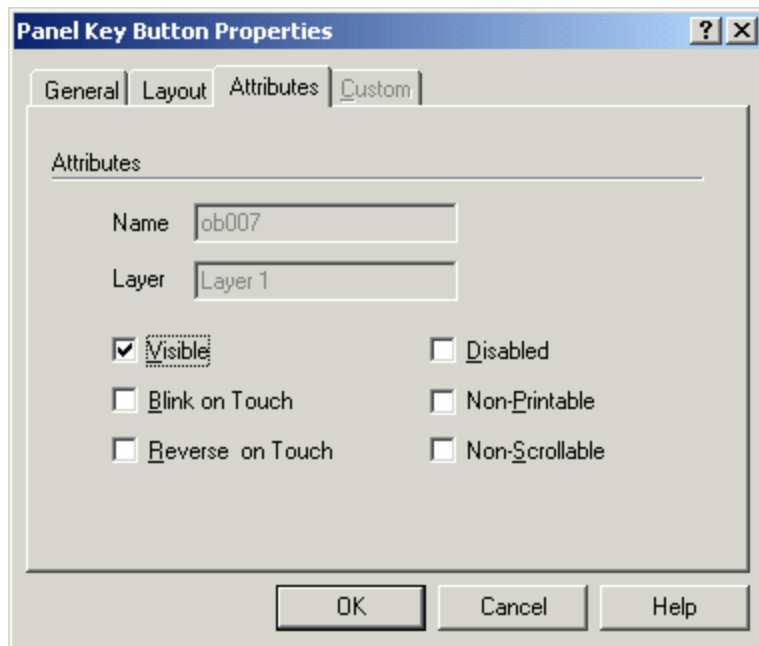 Panel Key Button Properties
General Layout Attributes Custom
Attributes
Name ob007
Layer Layer 1
Visible Disabled
Blink on Touch Non-Printable
Reverse on Touch Non-Scrollable
OK Cancel Help